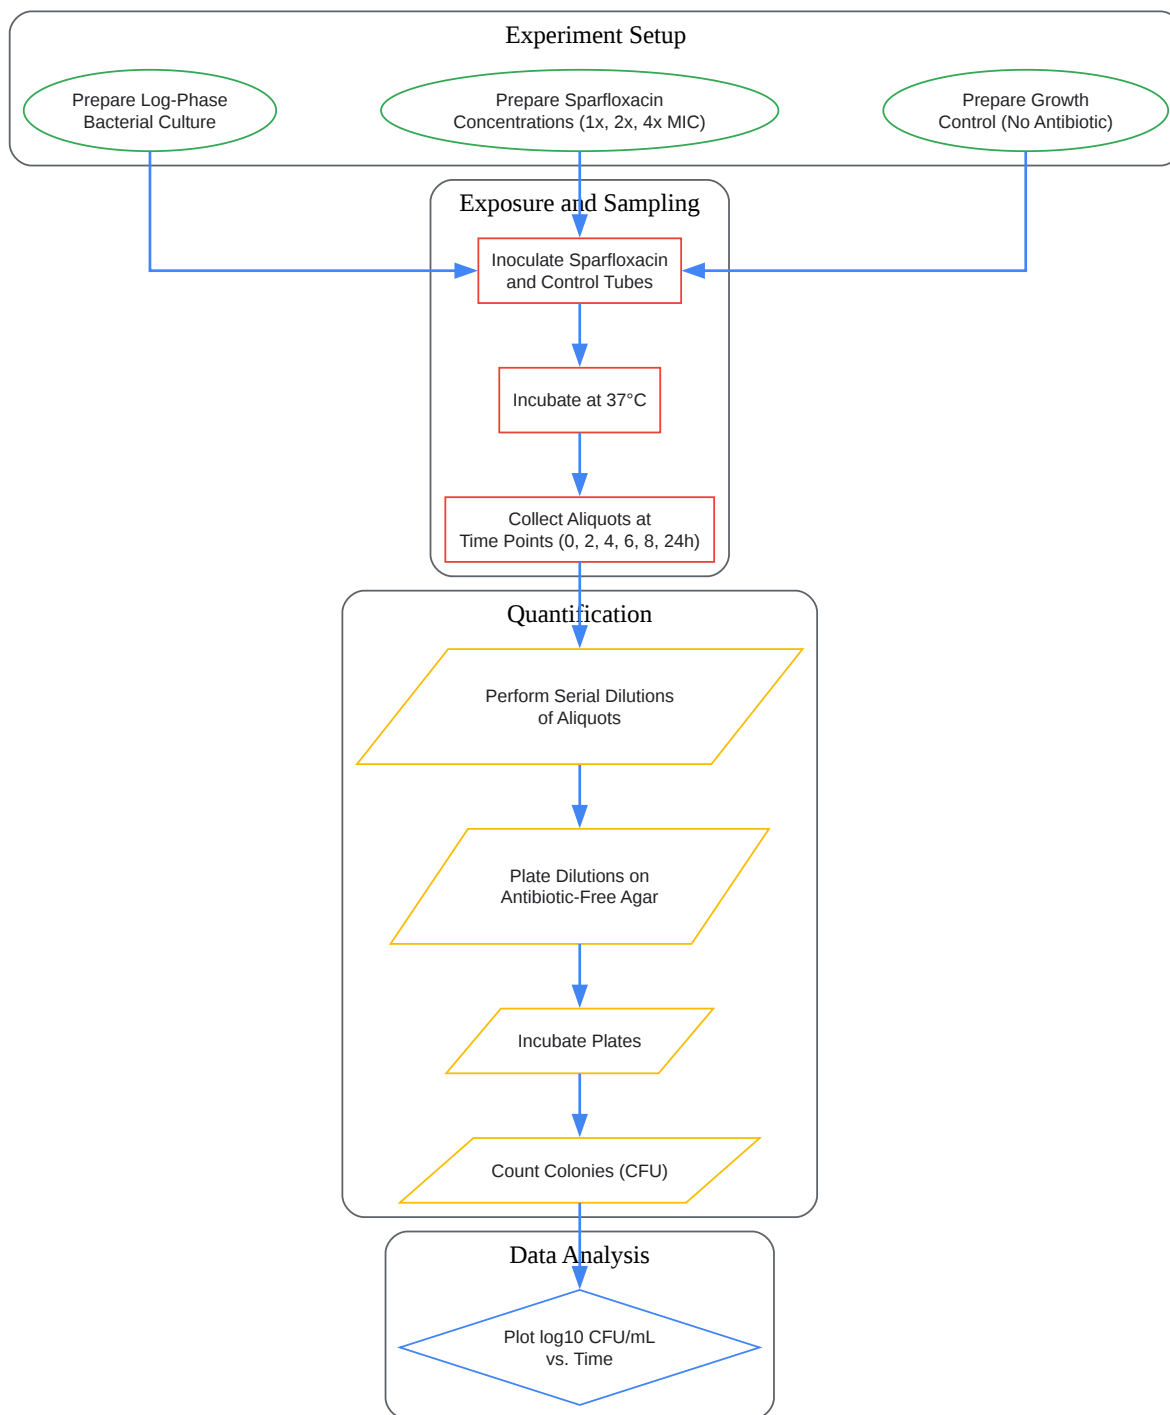 Experiment Setup
Prepare Log-Phase
Bacterial Culture
Prepare Sparfloxacin
Concentrations (1x, 2x, 4x MIC)
Prepare Growth
Control (No Antibiotic)
Exposure and Sampling
Inoculate Sparfloxacin
and Control Tubes
Incubate at 37°C
Collect Aliquots at
Time Points (0, 2, 4, 6, 8, 24h)
Quantification
Perform Serial Dilutions
of Aliquots
Plate Dilutions on
Antibiotic-Free Agar
Incubate Plates
Count Colonies (CFU)
Data Analysis
Plot log10 CFU/mL
vs. Time